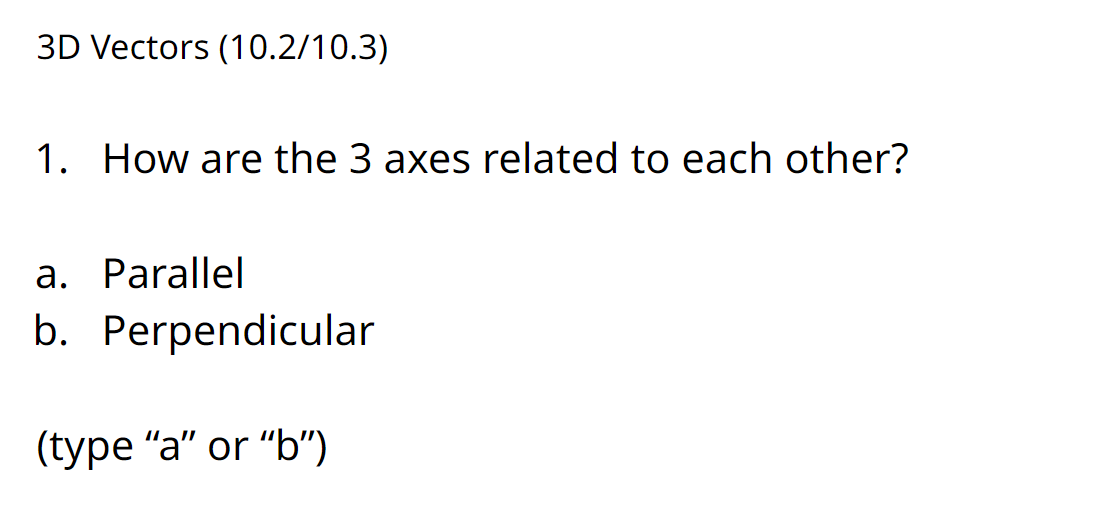 3D Vectors (10.2/10.3)
1. How are the 3 axes related to each other?
a. Parallel
b. Perpendicular
(type “a” or “b”)